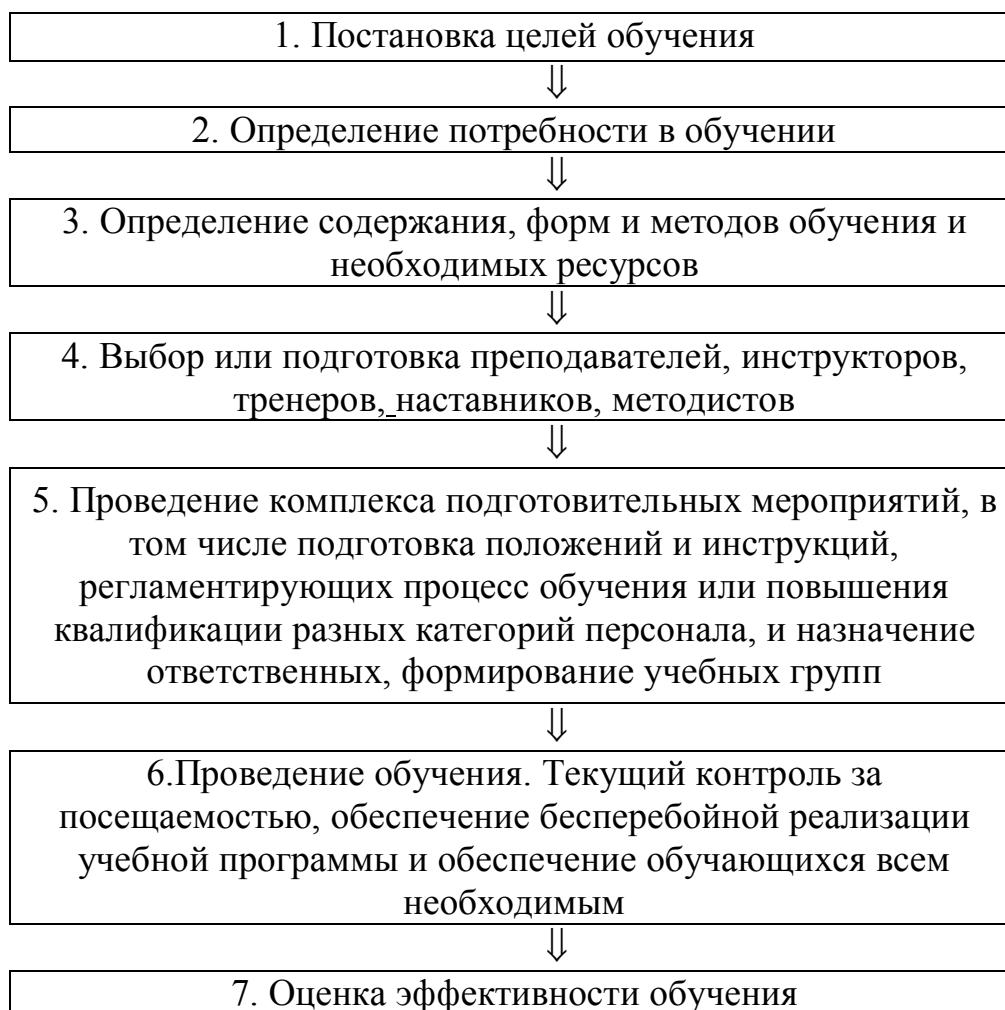 1. Постановка целей обучения
⇓
2. Определение потребности в обучении
⇓
3. Определение содержания, форм и методов обучения и
необходимых ресурсов
⇓
4. Выбор или подготовка преподавателей, инструкторов,
тренеров, наставников, методистов
⇓
5. Проведение комплекса подготовительных мероприятий, в
том числе подготовка положений и инструкций,
регламентирующих процесс обучения или повышения
квалификации разных категорий персонала, и назначение
ответственных, формирование учебных групп
⇓
6.Проведение обучения. Текущий контроль за
посещаемостью, обеспечение бесперебойной реализации
учебной программы и обеспечение обучающихся всем
необходимым
⇓
7. Оценка эффективности обучения